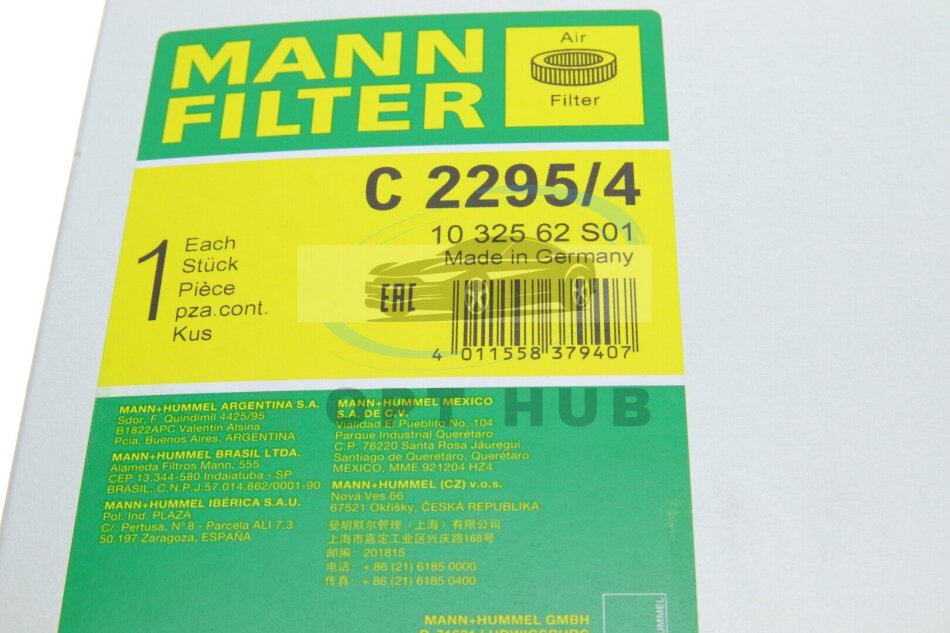 MANN
FILTER
Air
Filter
C 2295/4
10 325 62 S01
Made in Germany
1
Each
Stück
Pièce
pza.cont.
Kus
EAC
4 011558 379407
OPT HUB
MANN+HUMMEL ARGENTINA S.A.
Sdor. F. Quindimil 4425/95
B1822APC Valentín Alsina
Pcia. Buenos Aires, ARGENTINA
MANN+HUMMEL BRASIL LTDA.
Alameda Filtros Mann, 555
CEP 13.344-580 Indaiatuba - SP
BRASIL, C.N.P.J.57.014.862/0001-90
MANN+HUMMEL IBÉRICA S.A.U.
Pol. Ind. PLAZA
C/. Pertusa, N° 8 - Parcela ALI 7.3
50.197 Zaragoza, ESPAÑA
MANN+HUMMEL MEXICO
S.A. DE C.V.
Vialidad El Pueblito No. 104
Parque Industrial Querétaro
C.P. 76220 Santa Rosa Jáuregui
Santiago de Querétaro, Querétaro
MEXICO, MME 921204 HZ4
MANN+HUMMEL (CZ) v.o.s.
Nová Ves 66
67521 Okříšky, ČESKÁ REPUBLIKA
曼胡默尔管理（上海）有限公司
上海市嘉定工业区兴庆路168号
邮编：201815
电话：+ 86 (21) 6185 0000
传真：+ 86 (21) 6185 0400
MANN+HUMMEL GMBH